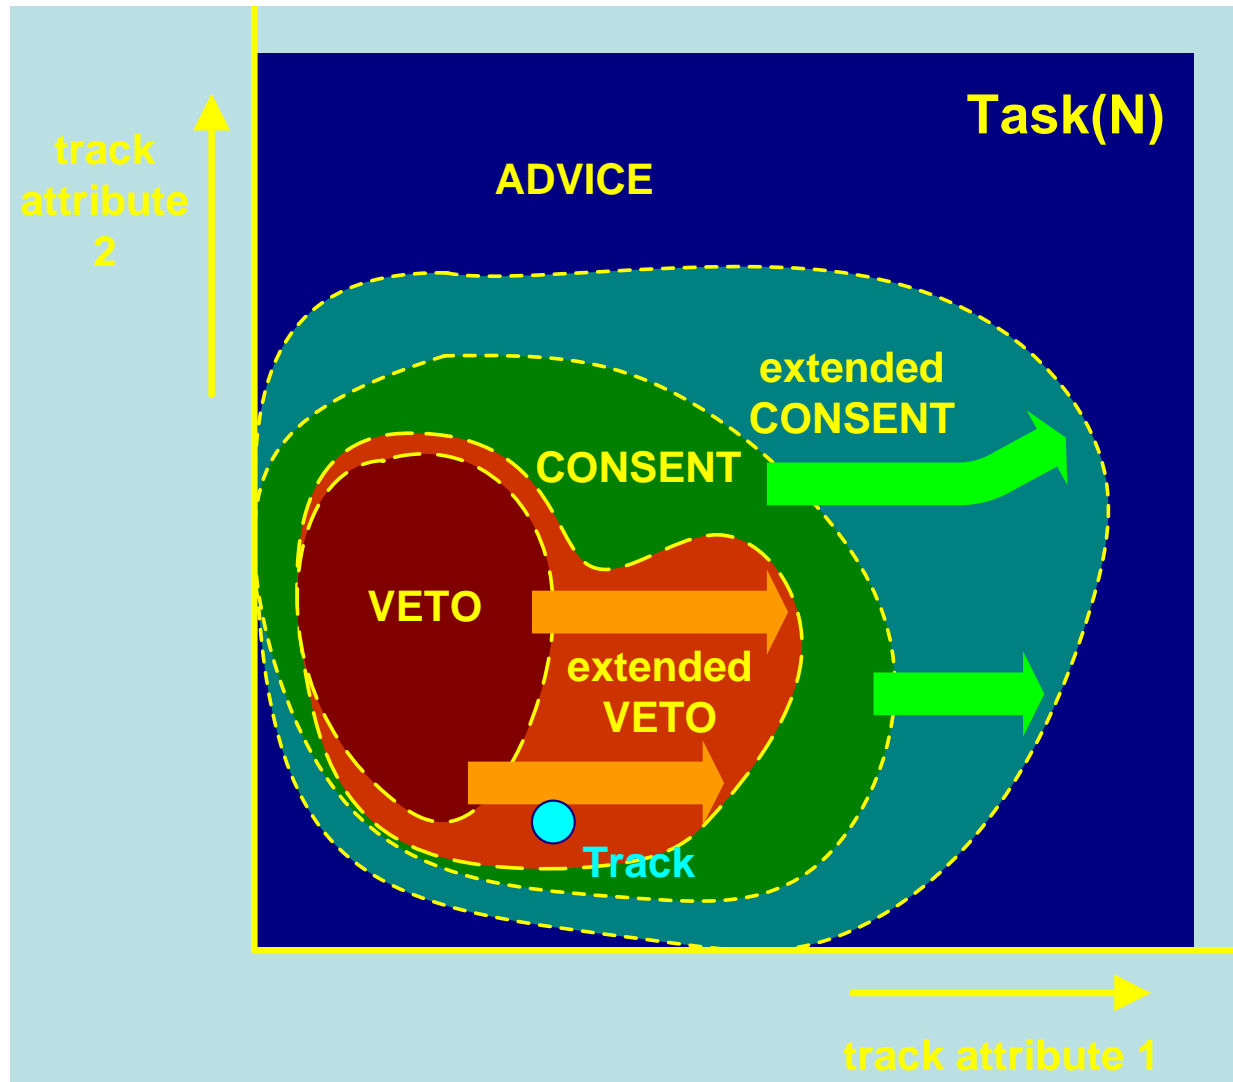 Task(N)
track
attribute
2
ADVICE
extended
CONSENT
CONSENT
VETO
extended
VETO
Track
track attribute 1